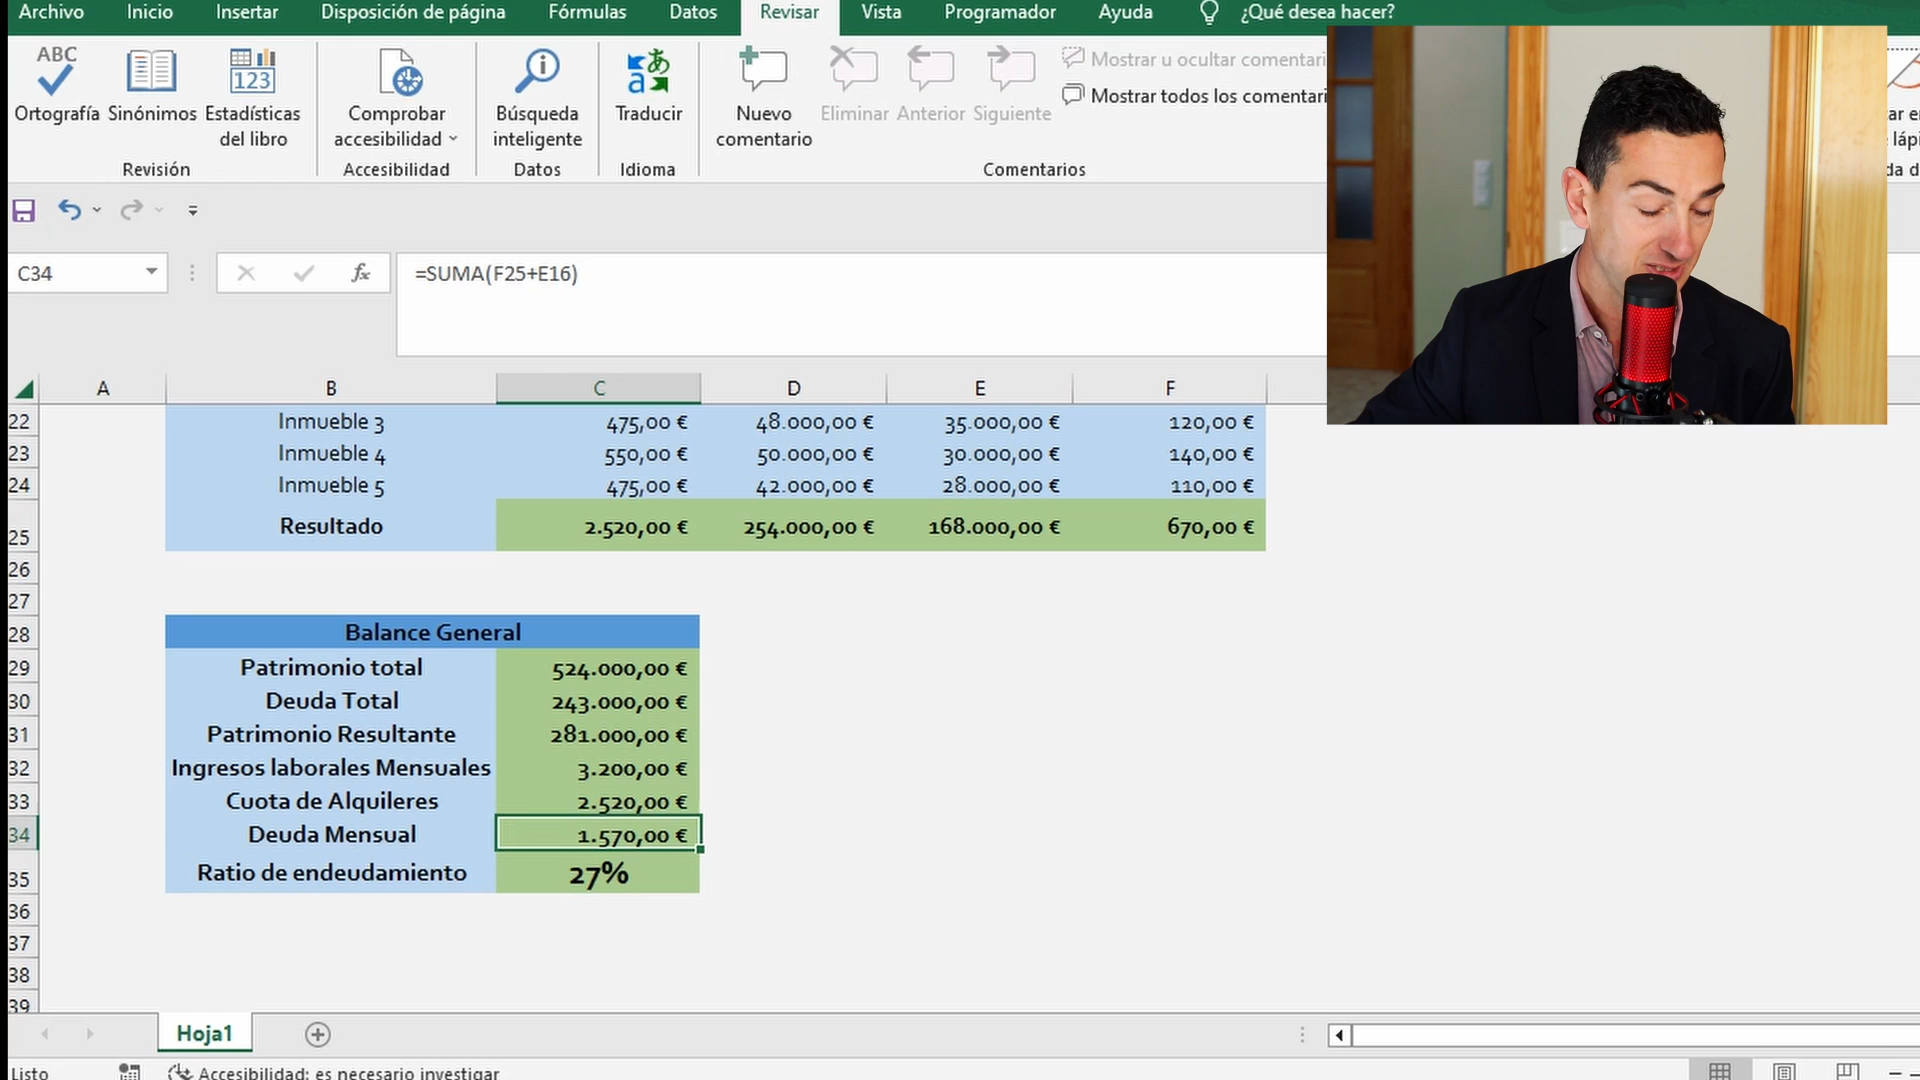 Archivo Inicio Insertar Disposición de página Fórmulas Datos Revisar Vista Programador Ayuda ¿Qué desea hacer?
ABC
123
Ortografía Sinónimos Estadísticas del libro
Comprobar accesibilidad
Búsqueda inteligente
Traducir
Nuevo comentario
Eliminar Anterior Siguiente
Mostrar u ocultar comentari
Mostrar todos los comentari
Revisión Accesibilidad Datos Idioma Comentarios
C34 fx =SUMA(F25+E16)
A B C D E F
22 Inmueble 3 475,00 € 48.000,00 € 35.000,00 € 120,00 €
23 Inmueble 4 550,00 € 50.000,00 € 30.000,00 € 140,00 €
24 Inmueble 5 475,00 € 42.000,00 € 28.000,00 € 110,00 €
25 Resultado 2.520,00 € 254.000,00 € 168.000,00 € 670,00 €
26
27
28 Balance General
29 Patrimonio total 524.000,00 €
30 Deuda Total 243.000,00 €
31 Patrimonio Resultante 281.000,00 €
32 Ingresos laborales Mensuales 3.200,00 €
33 Cuota de Alquileres 2.520,00 €
34 Deuda Mensual 1.570,00 €
35 Ratio de endeudamiento 27%
36
37
38
39
Hoja1
Listo Accesibilidad: es necesario investigar